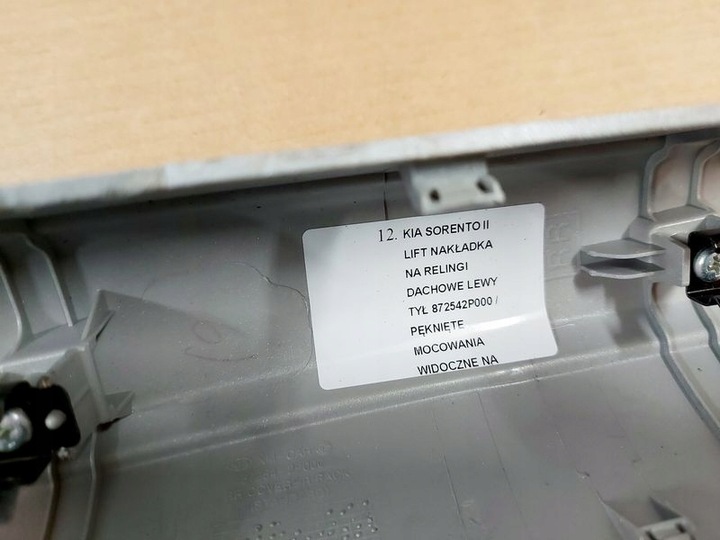 12. KIA SORENTO II
LIFT NAKŁADKA
NA RELINGI
DACHOWE LEWY
TYŁ 872542P000 /
PĘKNIĘTE
MOCOWANIA
WIDOCZNE NA